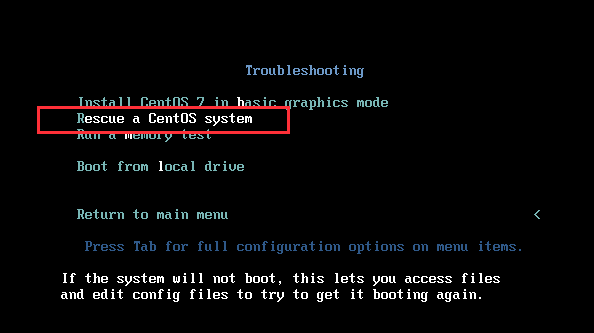 Troubleshooting
Install CentOS 7 in basic graphics mode
Rescue a CentOS system
Run a memory test
Boot from local drive
Return to main menu <
Press Tab for full configuration options on menu items.
If the system will not boot, this lets you access files
and edit config files to try to get it booting again.